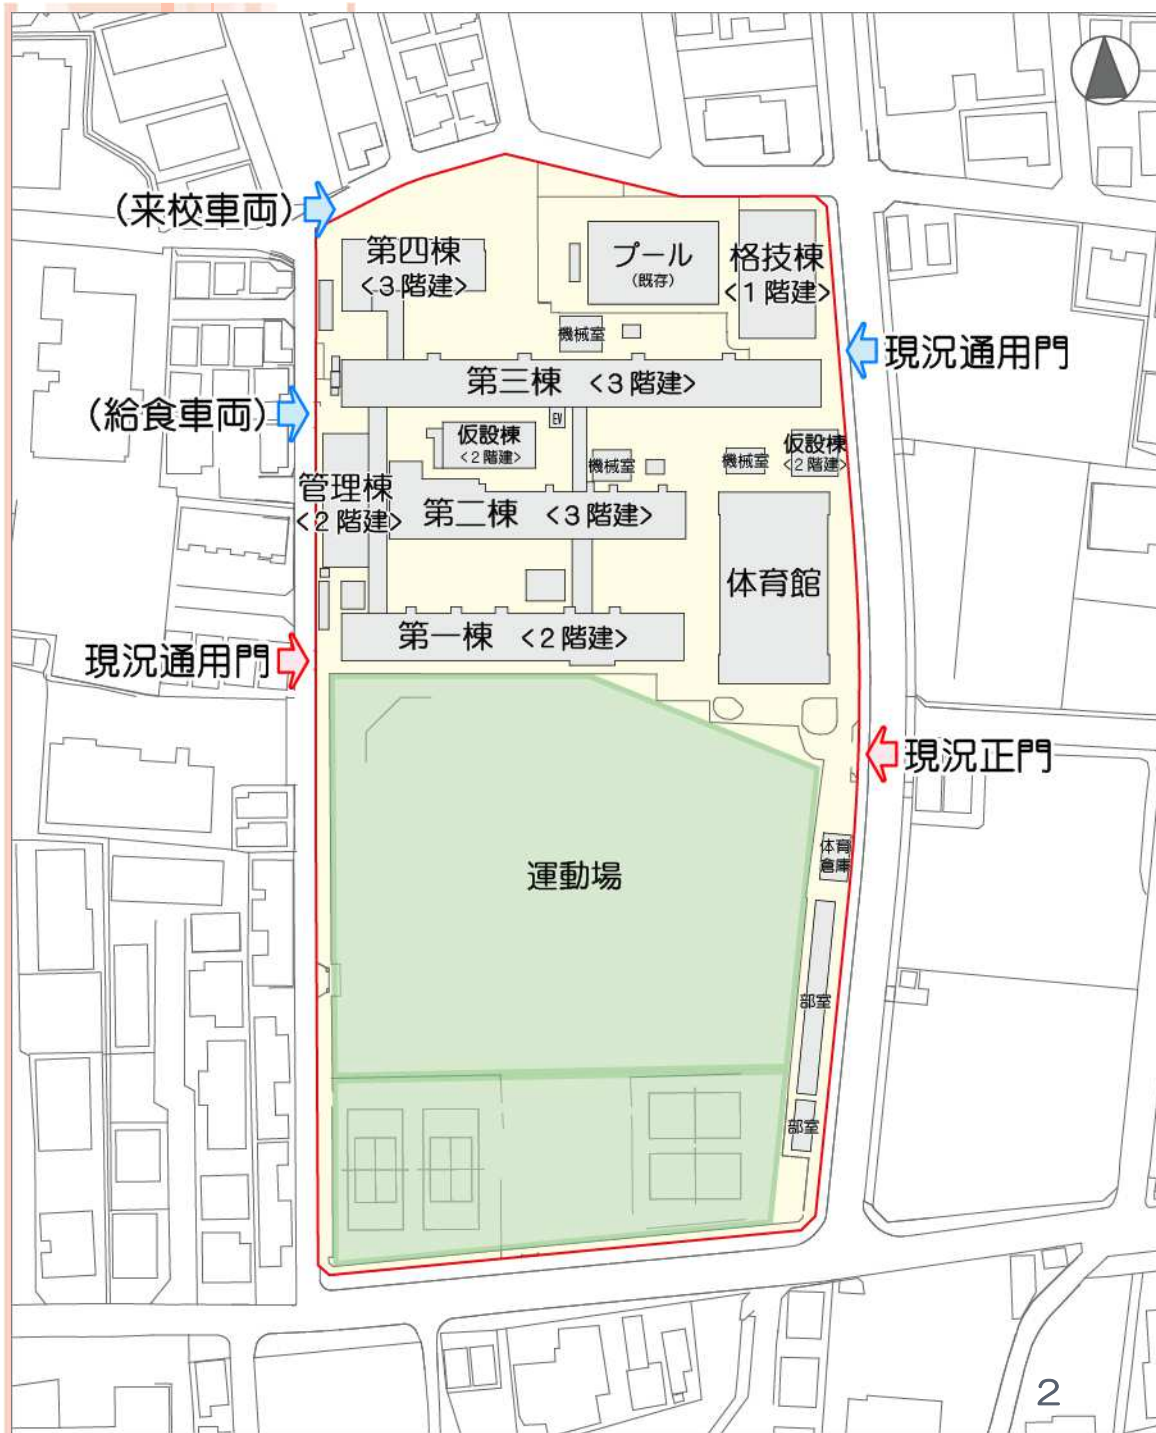 (来校車両)
第四棟
<3階建>
プール
(既存)
格技棟
<1階建>
機械室
現況通用門
第三棟 <3階建>
(給食車両)
EV
仮設棟
<2階建>
機械室
機械室
仮設棟
<2階建>
管理棟
<2階建>
第二棟 <3階建>
体育館
第一棟 <2階建>
現況通用門
現況正門
運動場
体育
倉庫
部室
部室
2